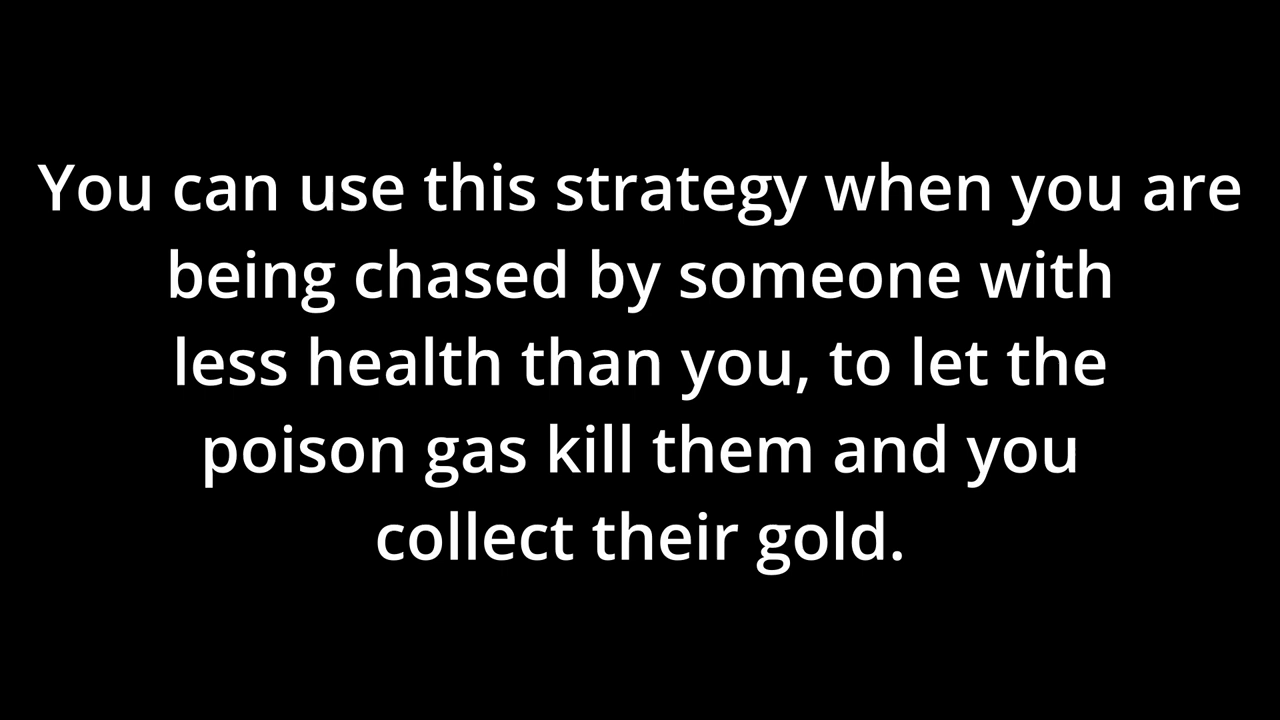 You can use this strategy when you are
being chased by someone with
less health than you, to let the
poison gas kill them and you
collect their gold.